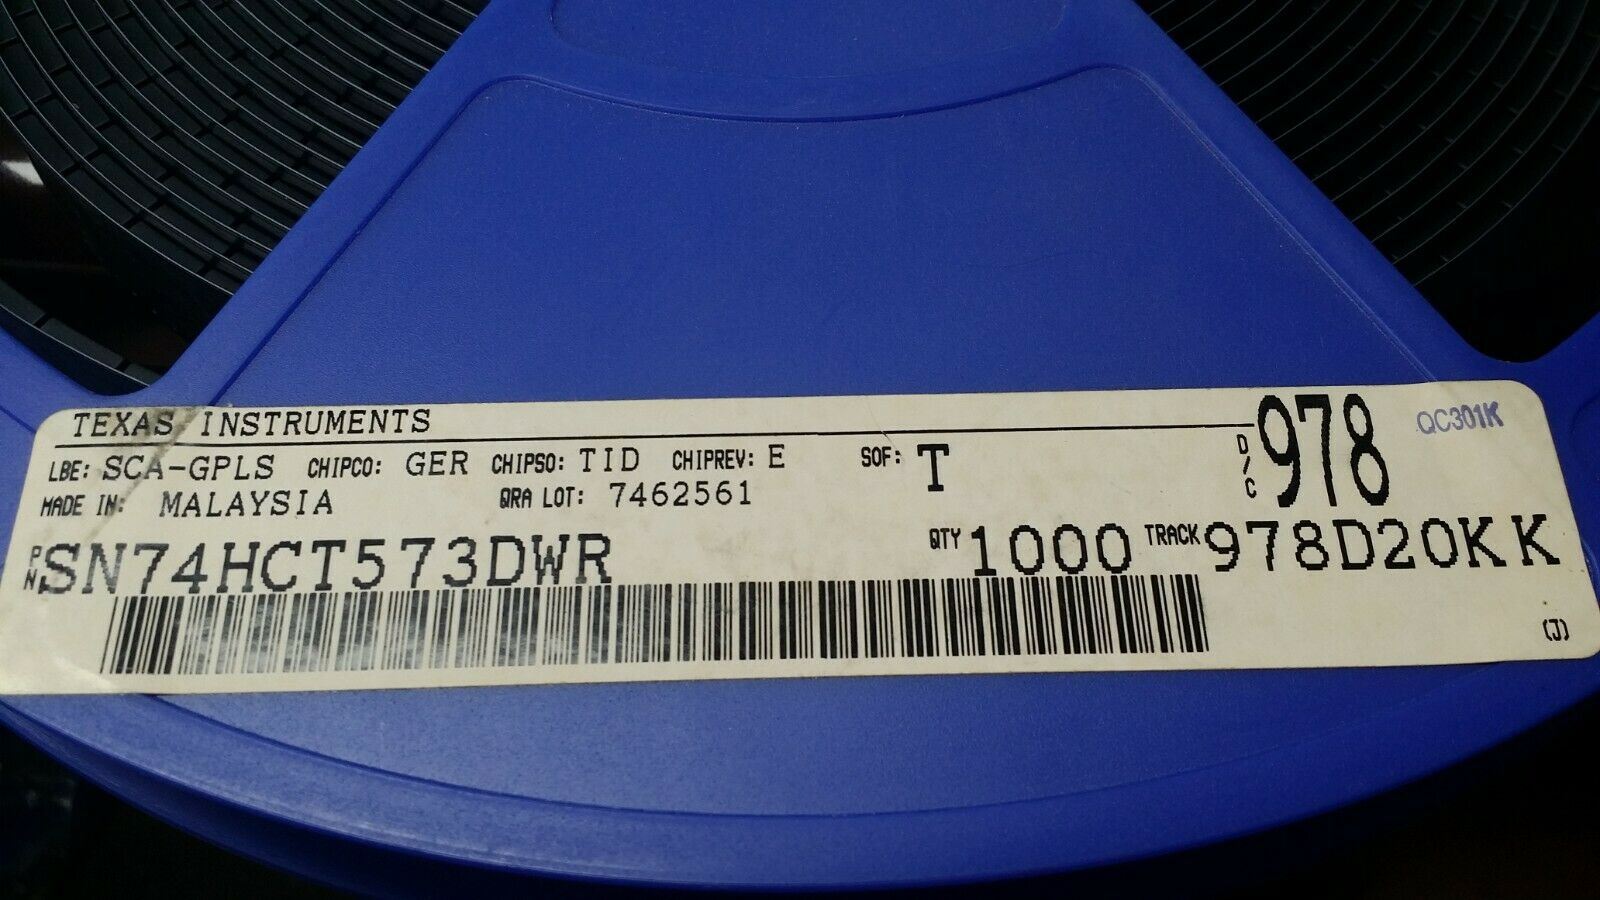 TEXAS INSTRUMENTS
D/C 978 QC301K
LBE: SCA-GPLS CHIPCO: GER CHIPSO: TID CHIPREV: E SOF: T
MADE IN: MALAYSIA QRA LOT: 7462561
PN SN74HCT573DWR QTY 1000 TRACK 978D20KK
(J)